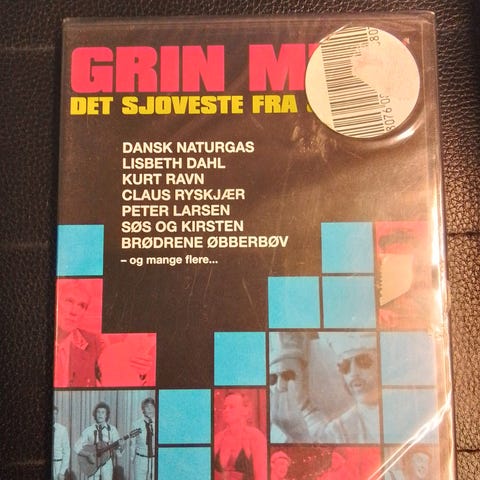 GRIN M
DET SJOVESTE FRA
DANSK NATURGAS
LISBETH DAHL
KURT RAVN
CLAUS RYSKJÆR
PETER LARSEN
SØS OG KIRSTEN
BRØDRENE ØBBERBØV
– og mange flere...